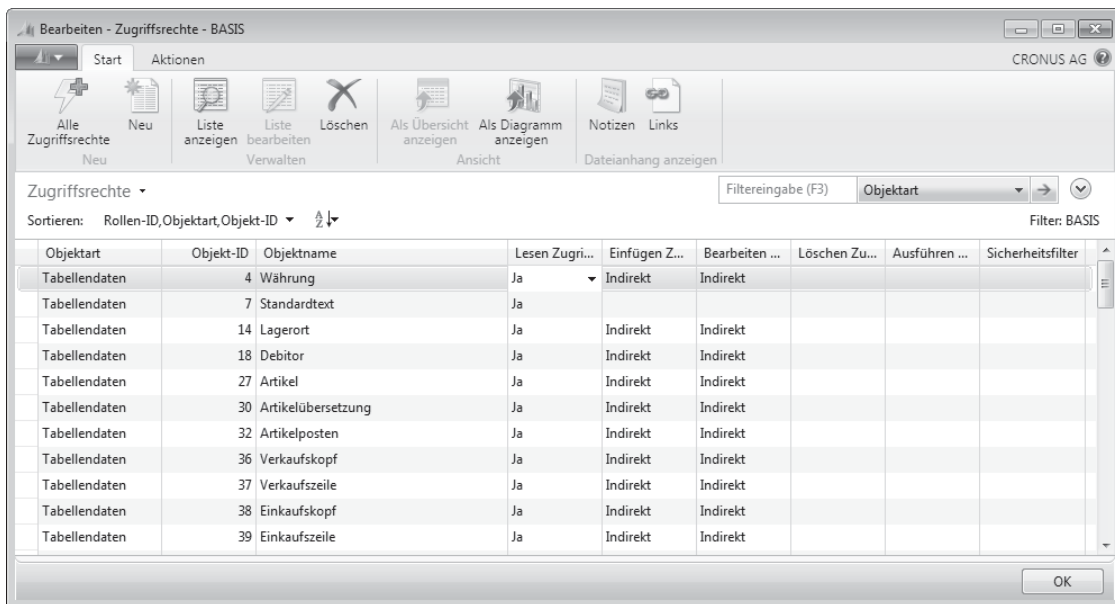 Bearbeiten - Zugriffsrechte - BASIS
Start Aktionen CRONUS AG
Alle Zugriffsrechte Neu Liste anzeigen Liste bearbeiten Löschen Als Übersicht anzeigen Als Diagramm anzeigen Notizen Links
Neu Verwalten Ansicht Dateianhang anzeigen
Zugriffsrechte Filtereingabe (F3) Objektart
Sortieren: Rollen-ID,Objektart,Objekt-ID Filter: BASIS
Objektart Objekt-ID Objektname Lesen Zugri... Einfügen Z... Bearbeiten ... Löschen Zu... Ausführen ... Sicherheitsfilter
Tabellendaten 4 Währung Ja Indirekt Indirekt
Tabellendaten 7 Standardtext Ja
Tabellendaten 14 Lagerort Ja Indirekt Indirekt
Tabellendaten 18 Debitor Ja Indirekt Indirekt
Tabellendaten 27 Artikel Ja Indirekt Indirekt
Tabellendaten 30 Artikelübersetzung Ja Indirekt Indirekt
Tabellendaten 32 Artikelposten Ja Indirekt Indirekt
Tabellendaten 36 Verkaufskopf Ja Indirekt Indirekt
Tabellendaten 37 Verkaufszeile Ja Indirekt Indirekt
Tabellendaten 38 Einkaufskopf Ja Indirekt Indirekt
Tabellendaten 39 Einkaufszeile Ja Indirekt Indirekt
OK